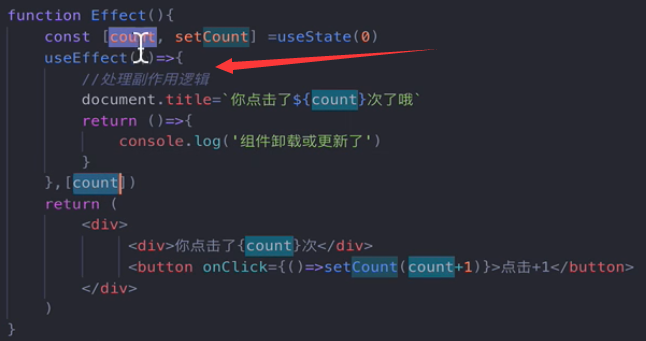 function Effect(){
const [count, setCount] =useState(0)
useEffect(()=>{
//处理副作用逻辑
document.title=`你点击了${count}次了哦`
return ()=>{
console.log('组件卸载或更新了')
}
},[count])
return (
<div>
<div>你点击了{count}次</div>
<button onClick={()=>setCount(count+1)}>点击+1</button>
</div>
)
}